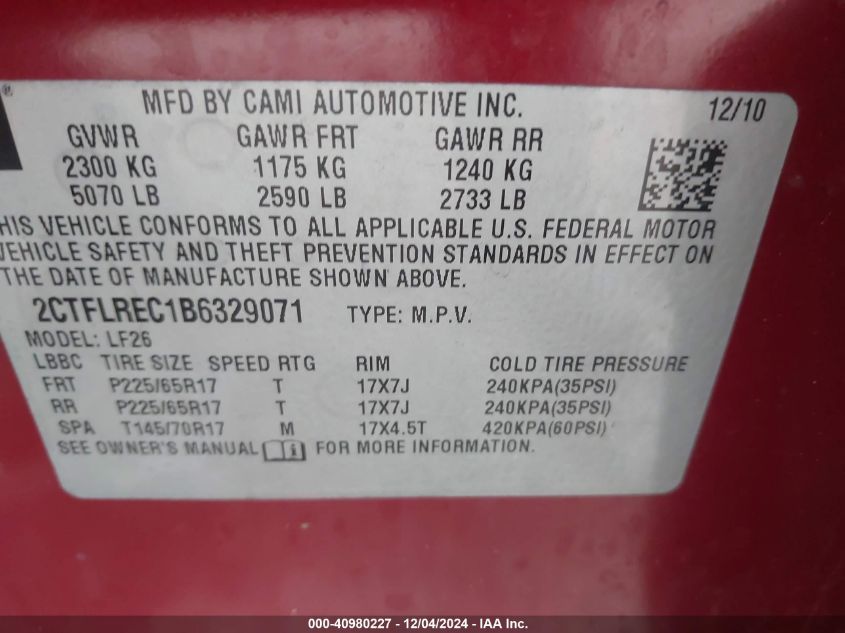 ®
MFD BY CAMI AUTOMOTIVE INC. 12/10
GVWR GAWR FRT GAWR RR
2300 KG 1175 KG 1240 KG
5070 LB 2590 LB 2733 LB
HIS VEHICLE CONFORMS TO ALL APPLICABLE U.S. FEDERAL MOTOR
VEHICLE SAFETY AND THEFT PREVENTION STANDARDS IN EFFECT ON
THE DATE OF MANUFACTURE SHOWN ABOVE.
2CTFLREC1B6329071 TYPE: M.P.V.
MODEL: LF26
LBBC TIRE SIZE SPEED RTG RIM COLD TIRE PRESSURE
FRT P225/65R17 T 17X7J 240KPA(35PSI)
RR P225/65R17 T 17X7J 240KPA(35PSI)
SPA T145/70R17 M 17X4.5T 420KPA(60PSI)
SEE OWNER'S MANUAL i FOR MORE INFORMATION.
000-40980227 - 12/04/2024 - IAA Inc.